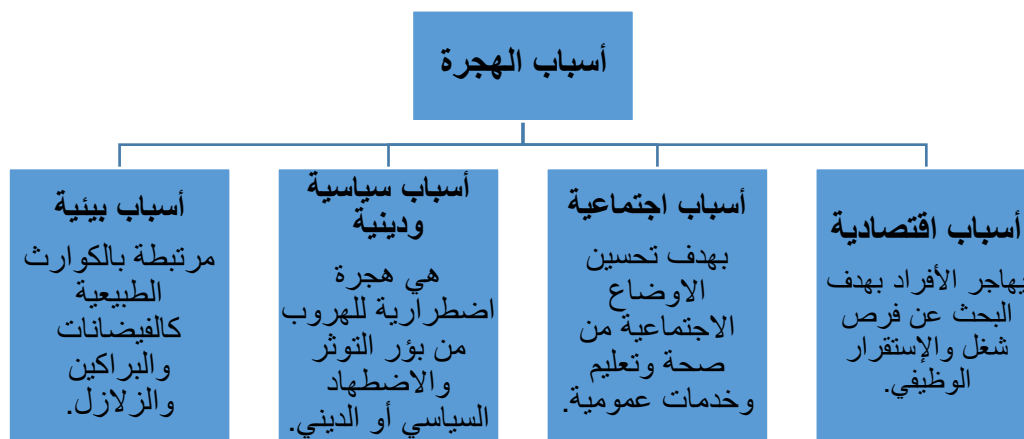 أسباب الهجرة
أسباب اقتصادية
يهاجر الأفراد بهدف
البحث عن فرص
شغل والإستقرار
الوظيفي.
أسباب اجتماعية
بهدف تحسين
الاوضاع
الاجتماعية من
صحة وتعليم
وخدمات عمومية.
أسباب سياسية
ودينية
هي هجرة
اضطرارية للهروب
من بؤر التوثر
والاضطهاد
السياسي أو الديني.
أسباب بيئية
مرتبطة بالكوارث
الطبيعية
كالفيضانات
والبراكين
والزلازل.